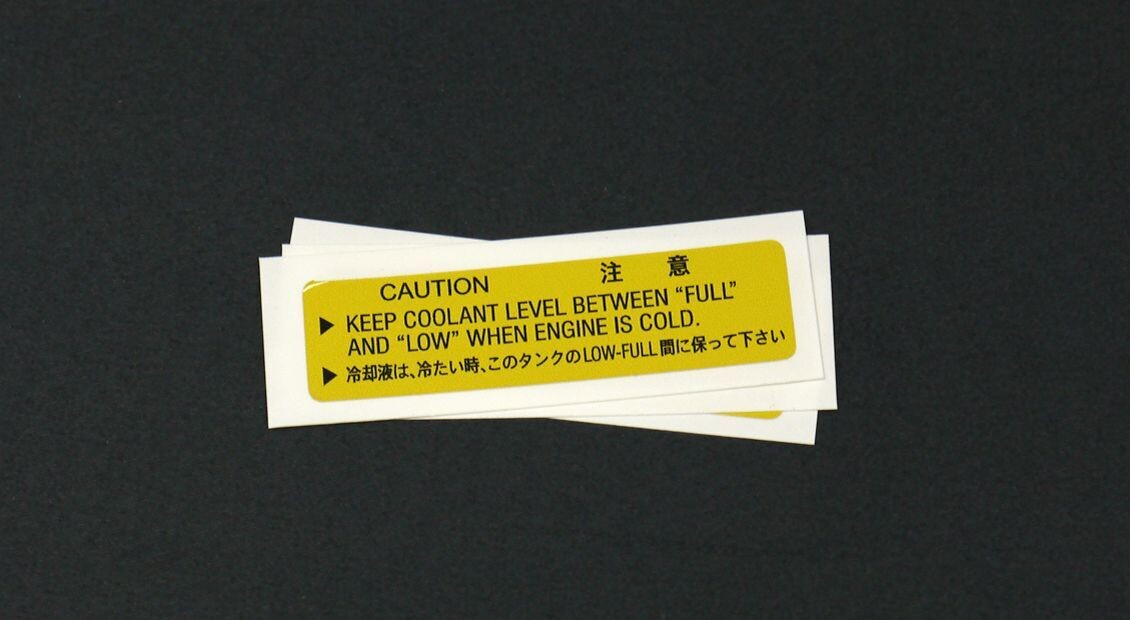 CAUTION 注 意
▶ KEEP COOLANT LEVEL BETWEEN “FULL”
AND “LOW” WHEN ENGINE IS COLD.
▶ 冷却液は、冷たい時、このタンクのLOW-FULL間に保って下さい